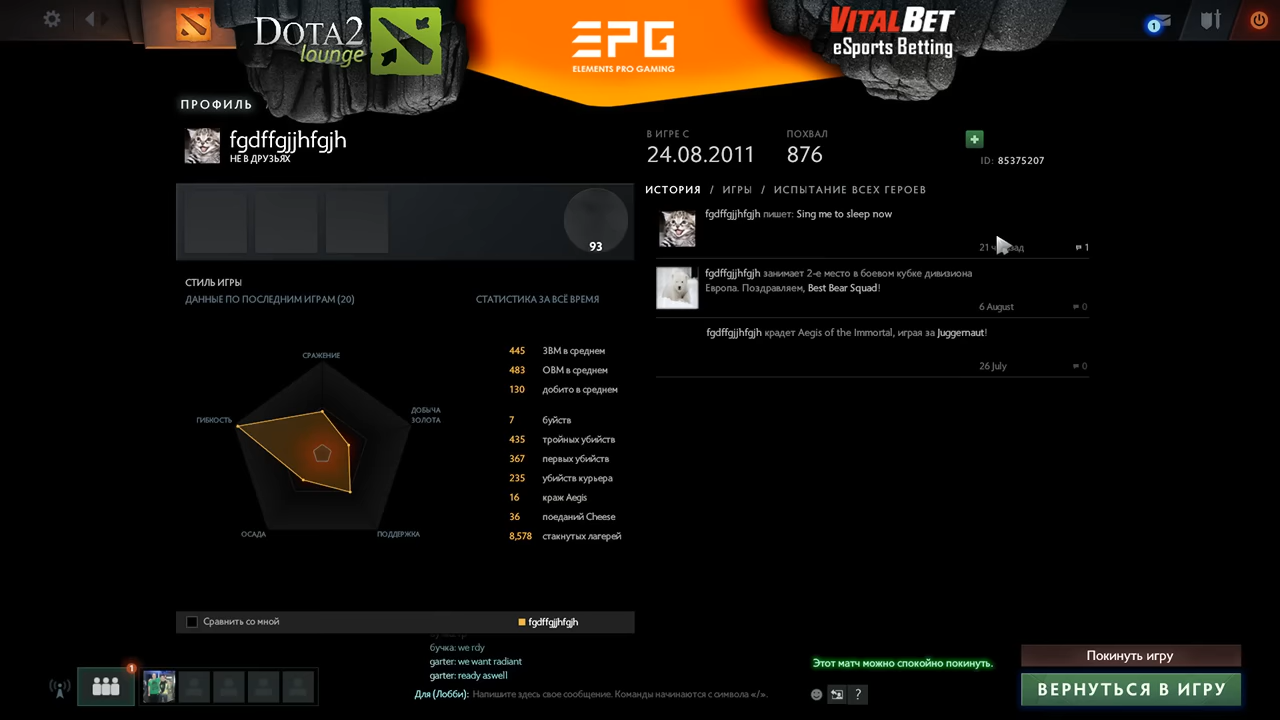 DOTA2
lounge
EPG
ELEMENTS PRO GAMING
VITALBET
eSports Betting
1
ПРОФИЛЬ
fgdffgjjhfgjh
НЕ В ДРУЗЬЯХ
В ИГРЕ С
24.08.2011
ПОХВАЛ
876
ID: 85375207
93
ИСТОРИЯ / ИГРЫ / ИСПЫТАНИЕ ВСЕХ ГЕРОЕВ
fgdffgjjhfgjh пишет: Sing me to sleep now
21
1
fgdffgjjhfgjh занимает 2-е место в боевом кубке дивизиона
Европа. Поздравляем, Best Bear Squad!
6 August
0
fgdffgjjhfgjh крадет Aegis of the Immortal, играя за Juggernaut!
26 July
0
СТИЛЬ ИГРЫ
ДАННЫЕ ПО ПОСЛЕДНИМ ИГРАМ (20)
СТАТИСТИКА ЗА ВСЁ ВРЕМЯ
СРАЖЕНИЕ
ГИБКОСТЬ
ДОБЫЧА
ЗОЛОТА
ОСАДА
ПОДДЕРЖКА
445 ЗВМ в среднем
483 ОВМ в среднем
130 добито в среднем
7 буйств
435 тройных убийств
367 первых убийств
235 убийств курьера
16 краж Aegis
36 поеданий Cheese
8,578 стакнутых лагерей
Сравнить со мной
fgdffgjjhfgjh
бучка: we rdy
garter: we want radiant
garter: ready aswell
Для (Лобби): Напишите здесь свое сообщение. Команды начинаются с символа «/».
1
Этот матч можно спокойно покинуть.
?
Покинуть игру
ВЕРНУТЬСЯ В ИГРУ